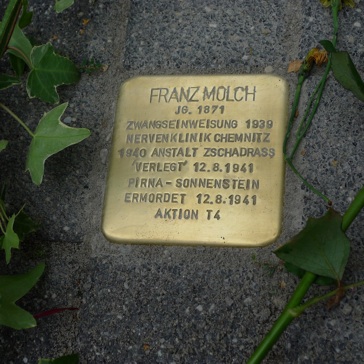 FRANZ MOLCH
JG. 1871
ZWANGSEINWEISUNG 1939
NERVENKLINIK CHEMNITZ
1940 ANSTALT ZSCHADRASS
'VERLEGT' 12.8.1941
PIRNA-SONNENSTEIN
ERMORDET 12.8.1941
AKTION T4